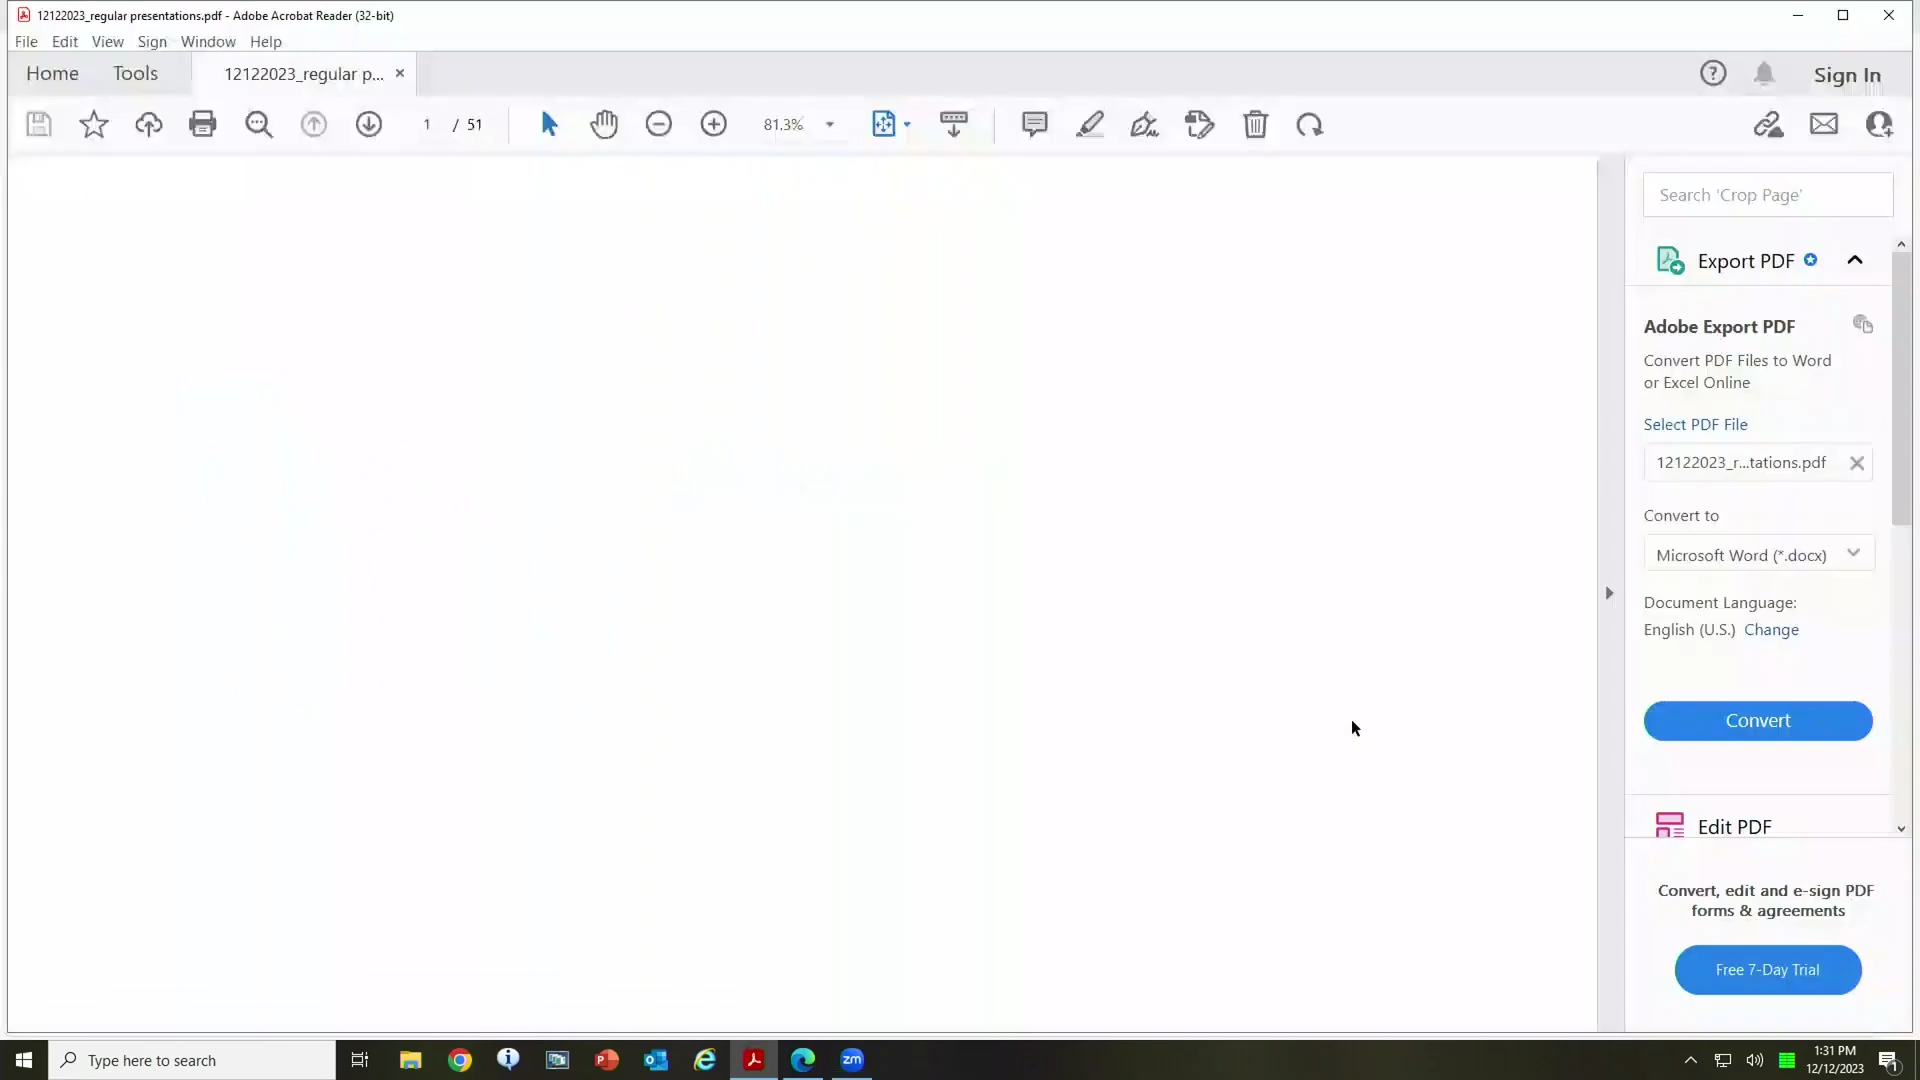 12122023_regular presentations.pdf - Adobe Acrobat Reader (32-bit)
File Edit View Sign Window Help
Home Tools 12122023_regular p... Sign In
1 / 51 81.3%
Search 'Crop Page'
Export PDF
Adobe Export PDF
Convert PDF Files to Word
or Excel Online
Select PDF File
12122023_r...tations.pdf
Convert to
Microsoft Word (*.docx)
Document Language:
English (U.S.) Change
Convert
Edit PDF
Convert, edit and e-sign PDF
forms & agreements
Free 7-Day Trial
Type here to search
zm
1:31 PM
12/12/2023
1